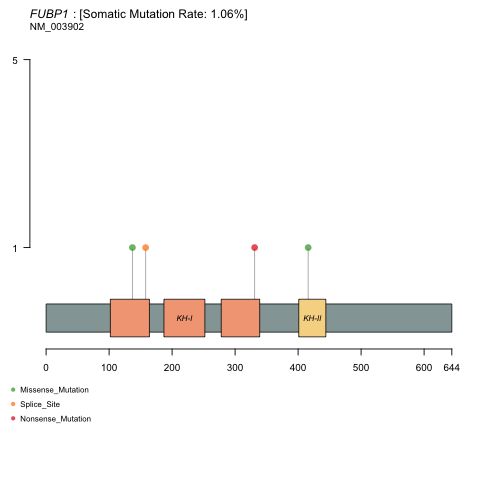 FUBP1 : [Somatic Mutation Rate: 1.06%]
NM_003902
5
1
KH-I
KH-II
0 100 200 300 400 500 600 644
Missense_Mutation
Splice_Site
Nonsense_Mutation